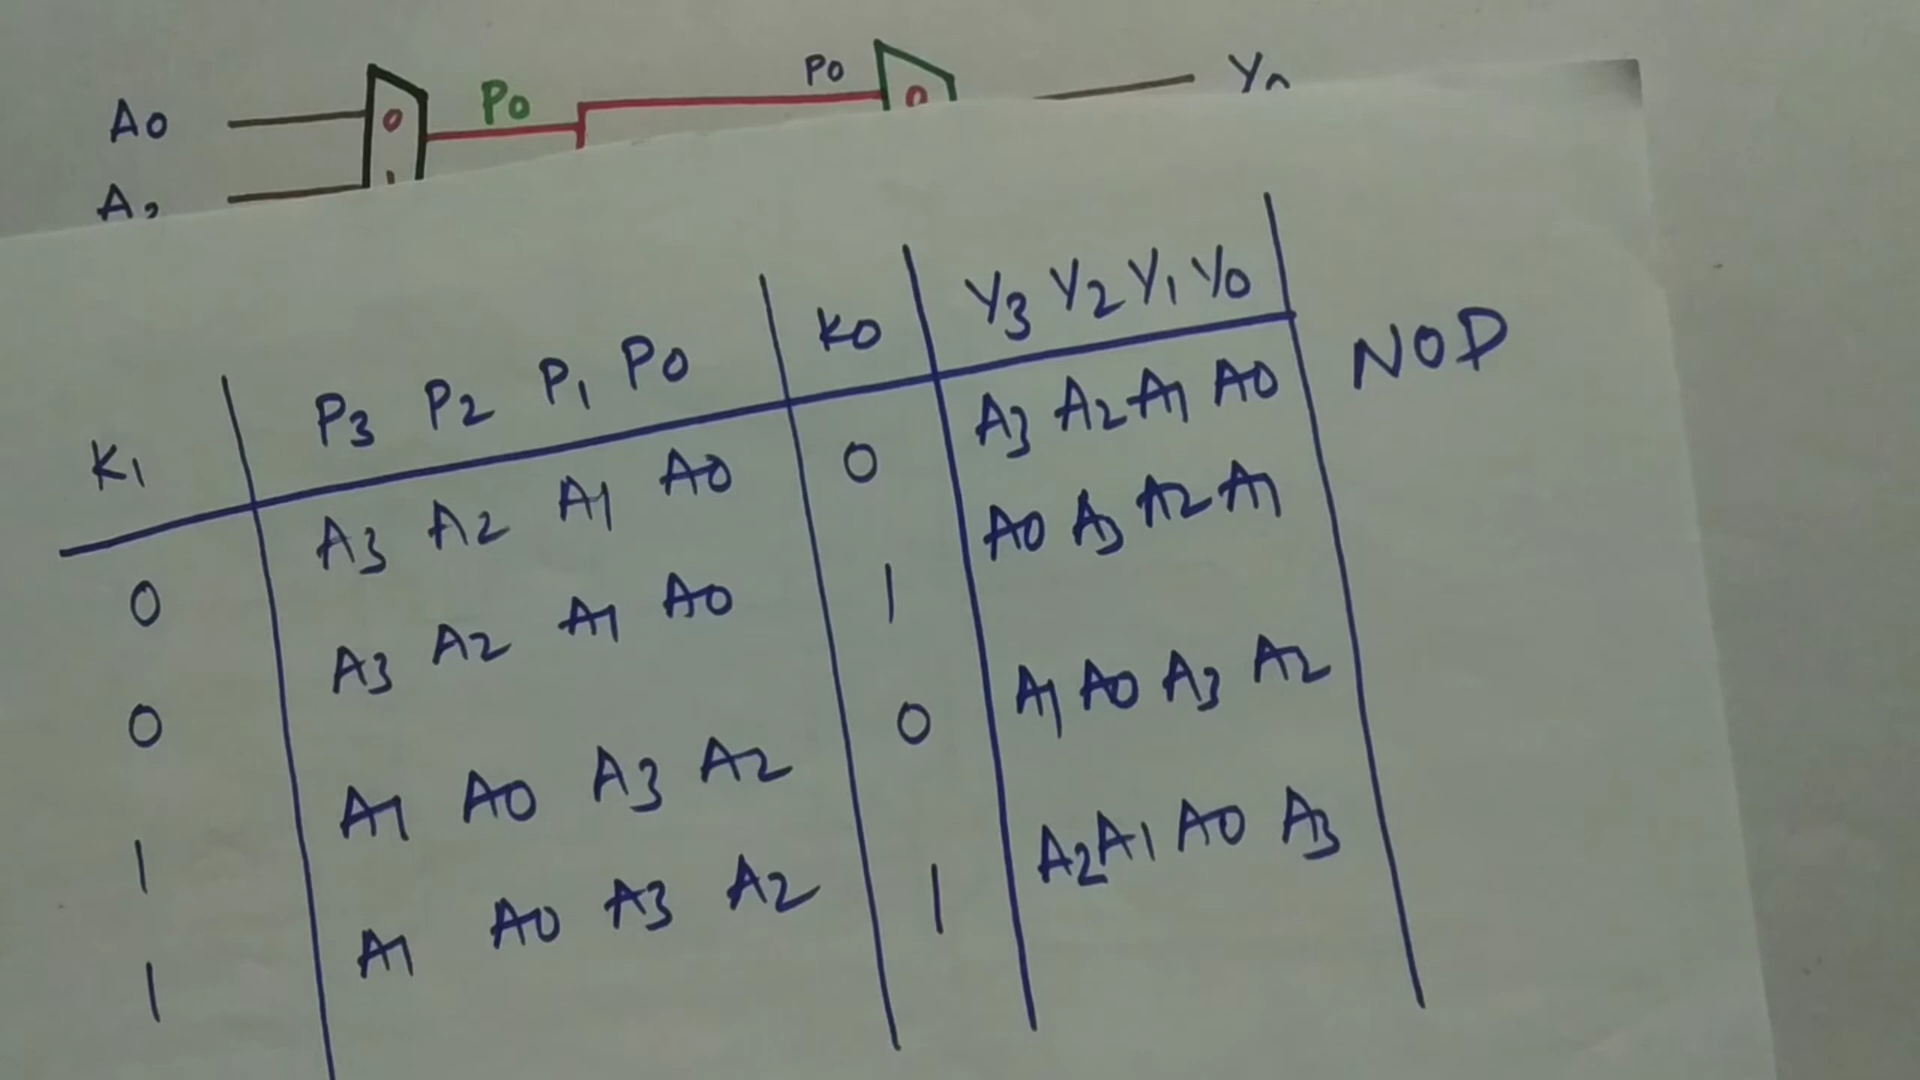 A0 0 P0 P0 0 Y0
A2 1
K1 P3 P2 P1 P0 K0 Y3 Y2 Y1 Y0 NOD
0 A3 A2 A1 A0 0 A3 A2 A1 A0
0 A3 A2 A1 A0 1 A0 A3 A2 A1
1 A1 A0 A3 A2 0 A1 A0 A3 A2
1 A1 A0 A3 A2 1 A2 A1 A0 A3